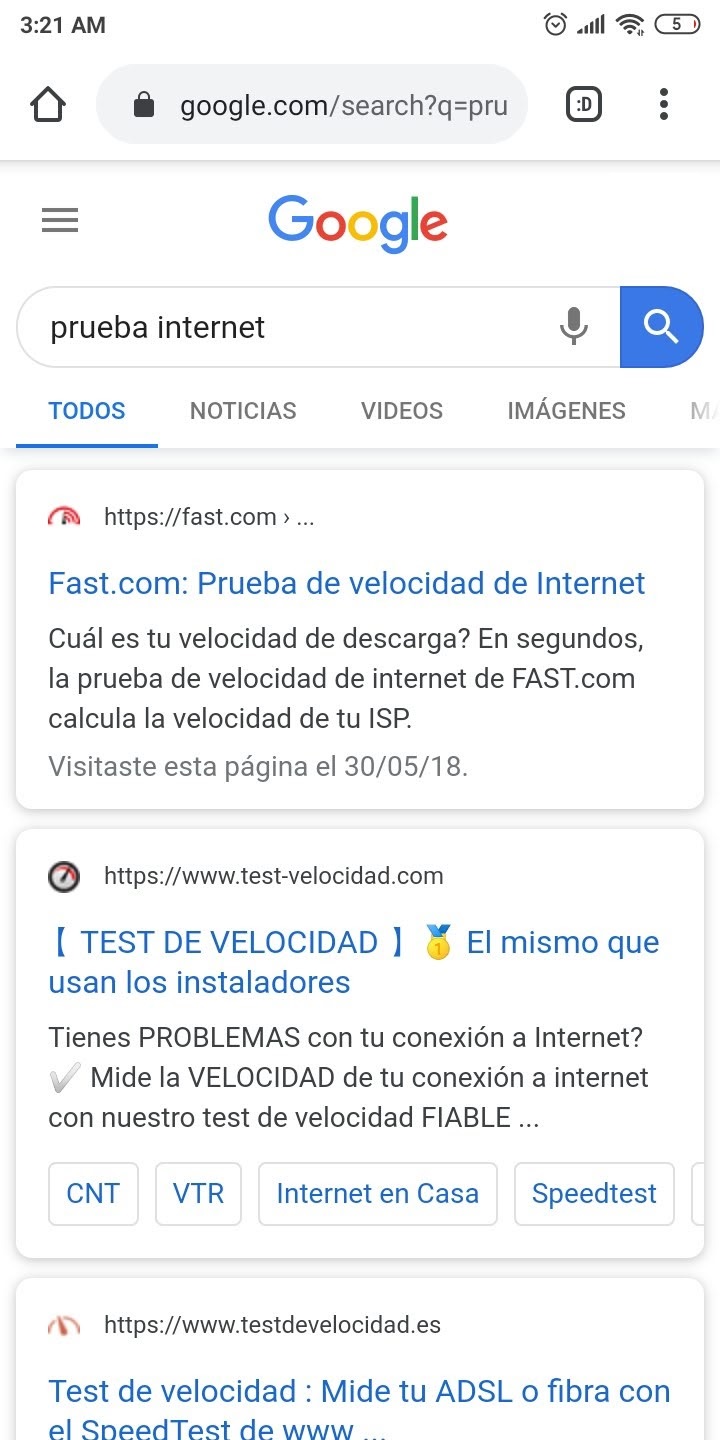 3:21 AM
5
google.com/search?q=pru
:D
Google
prueba internet
TODOS
NOTICIAS
VIDEOS
IMÁGENES
https://fast.com › ...
Fast.com: Prueba de velocidad de Internet
Cuál es tu velocidad de descarga? En segundos,
la prueba de velocidad de internet de FAST.com
calcula la velocidad de tu ISP.
Visitaste esta página el 30/05/18.
https://www.test-velocidad.com
【 TEST DE VELOCIDAD 】🥇 El mismo que
usan los instaladores
Tienes PROBLEMAS con tu conexión a Internet?
✔ Mide la VELOCIDAD de tu conexión a internet
con nuestro test de velocidad FIABLE ...
CNT
VTR
Internet en Casa
Speedtest
https://www.testdevelocidad.es
Test de velocidad : Mide tu ADSL o fibra con
el SpeedTest de www ...